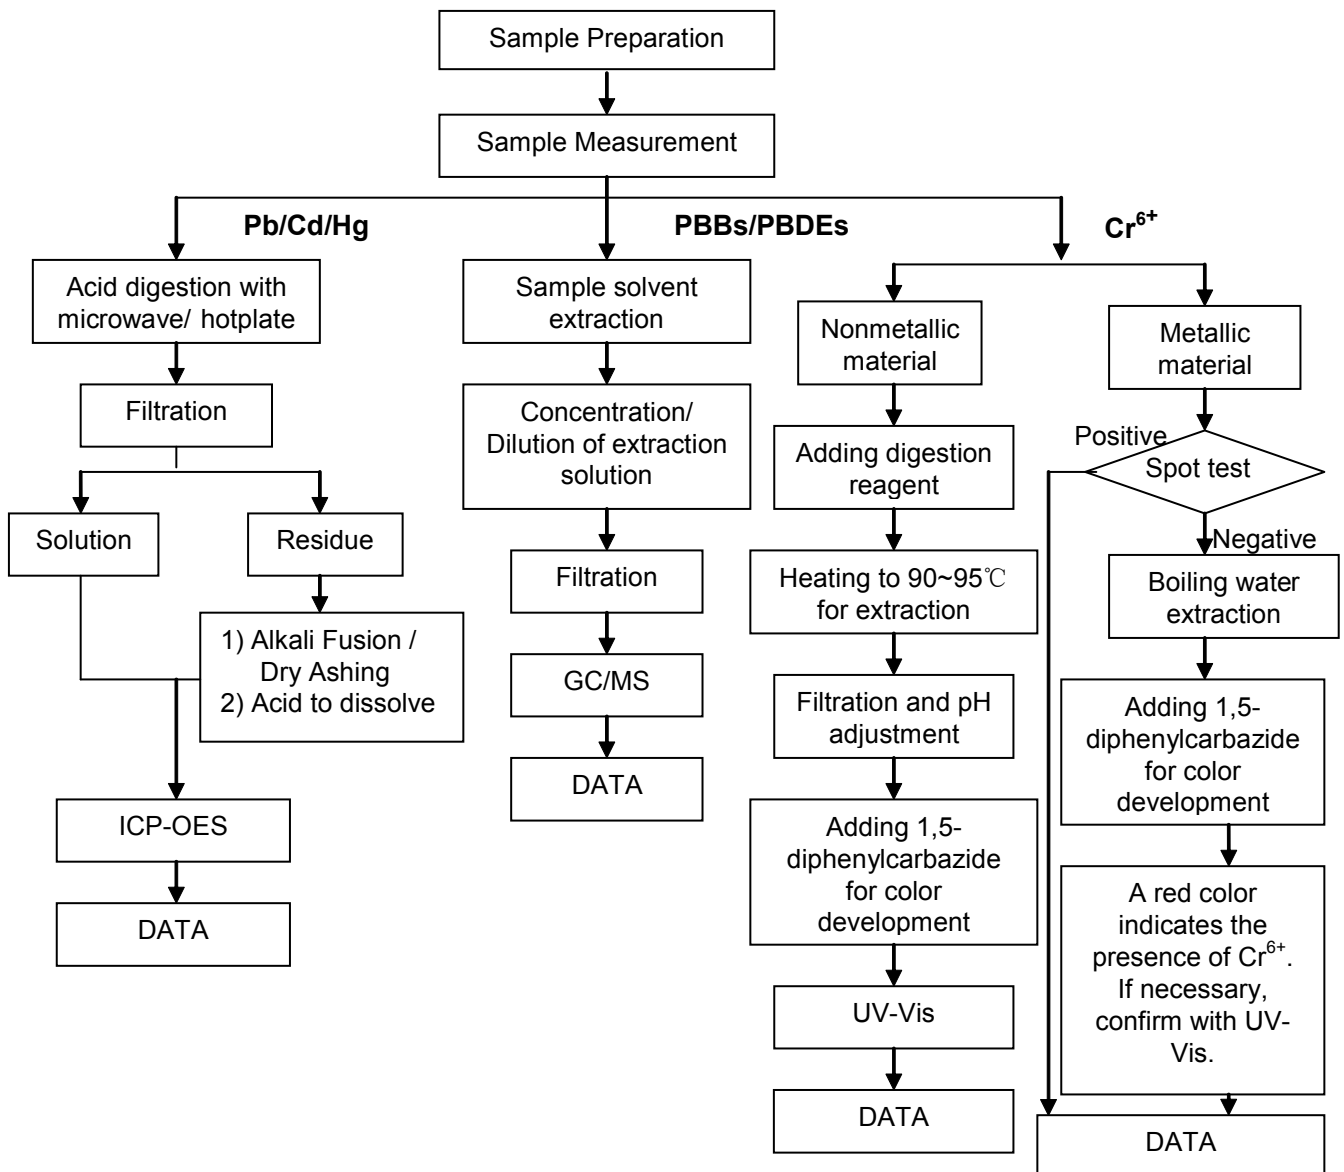 Sample Preparation
Sample Measurement
Pb/Cd/Hg
PBBs/PBDEs
Cr⁶⁺
Acid digestion with
microwave/ hotplate
Filtration
Solution
Residue
1) Alkali Fusion /
Dry Ashing
2) Acid to dissolve
ICP-OES
DATA
Sample solvent
extraction
Concentration/
Dilution of extraction
solution
Filtration
GC/MS
DATA
Nonmetallic
material
Adding digestion
reagent
Heating to 90~95℃
for extraction
Filtration and pH
adjustment
Adding 1,5-
diphenylcarbazide
for color
development
UV-Vis
DATA
Metallic
material
Positive
Spot test
Negative
Boiling water
extraction
Adding 1,5-
diphenylcarbazide
for color
development
A red color
indicates the
presence of Cr⁶⁺.
If necessary,
confirm with UV-
Vis.
DATA